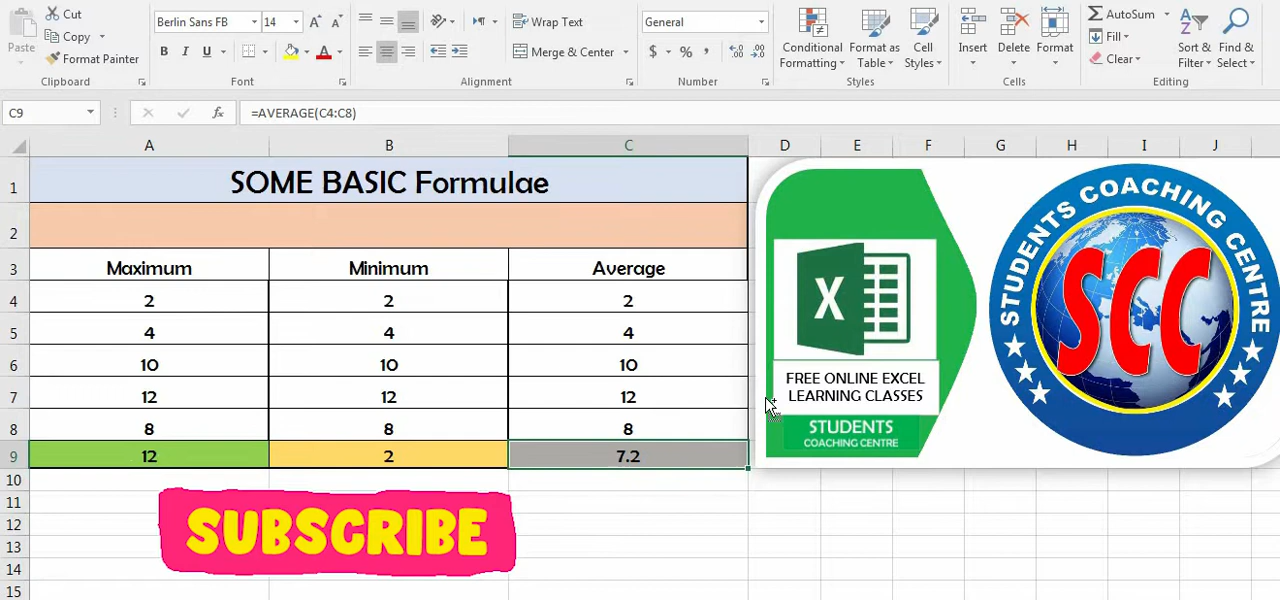 Cut
Copy
Format Painter
Paste
Clipboard
Berlin Sans FB
14
A A
B I U
A
Font
Wrap Text
Merge & Center
Alignment
General
$ % ,
Number
Conditional
Formatting
Format as
Table
Cell
Styles
Styles
Insert
Delete
Format
Cells
AutoSum
Fill
Clear
Sort &
Filter
Find &
Select
Editing
C9
fx
=AVERAGE(C4:C8)
A B C D E F G H I J
1 SOME BASIC Formulae
2
3 Maximum Minimum Average
4 2 2 2
5 4 4 4
6 10 10 10
7 12 12 12
8 8 8 8
9 12 2 7.2
10
11
12
13
14
15
X
FREE ONLINE EXCEL
LEARNING CLASSES
STUDENTS
COACHING CENTRE
STUDENTS COACHING CENTRE
SCC
SUBSCRIBE